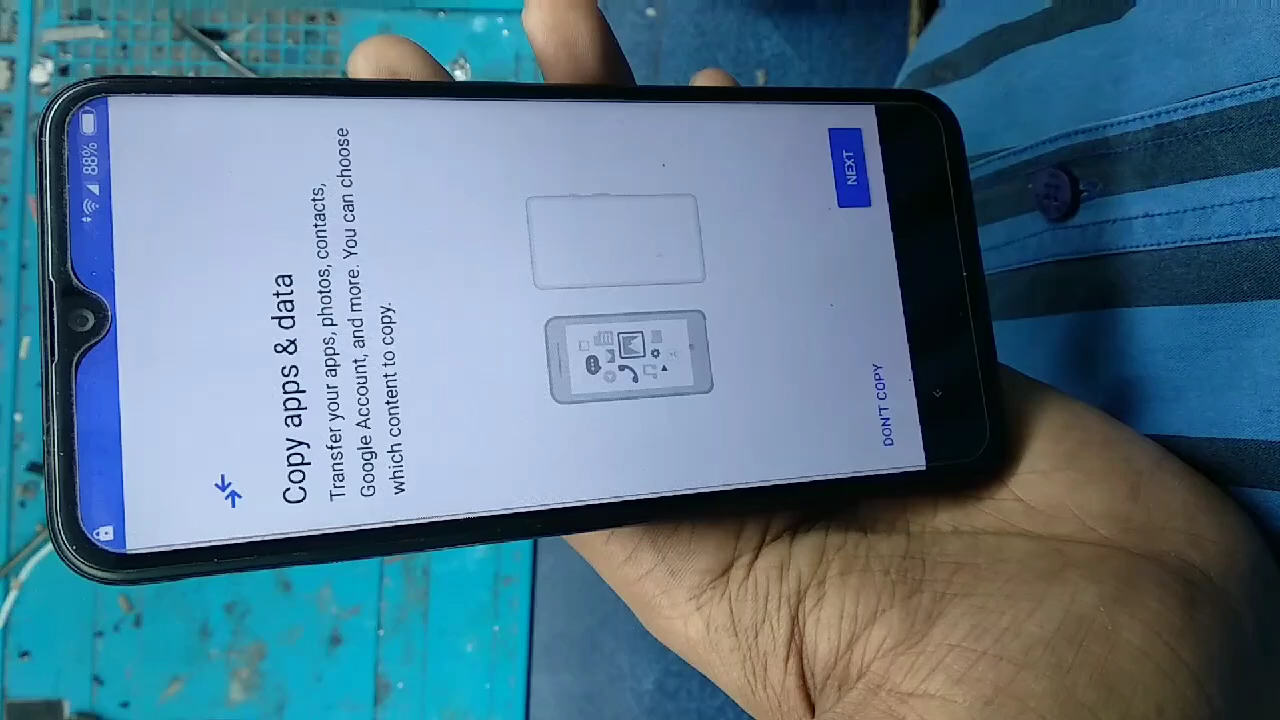 88%
Copy apps & data
Transfer your apps, photos, contacts,
Google Account, and more. You can choose
which content to copy.
DON'T COPY
NEXT